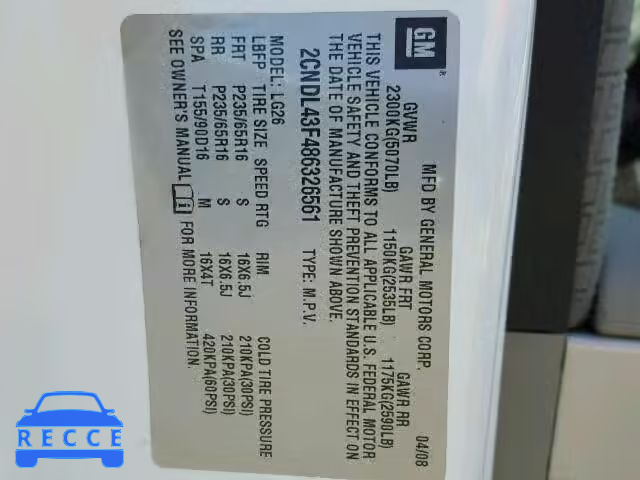 GM ®
MFD BY GENERAL MOTORS CORP. 04/08
GVWR GAWR FRT GAWR RR
2300KG(5070LB) 1150KG(2535LB) 1175KG(2590LB)
THIS VEHICLE CONFORMS TO ALL APPLICABLE U.S. FEDERAL MOTOR
VEHICLE SAFETY AND THEFT PREVENTION STANDARDS IN EFFECT ON
THE DATE OF MANUFACTURE SHOWN ABOVE.
2CNDL43F486326561 TYPE: M.P.V.
MODEL: LG26
LBFP TIRE SIZE SPEED RTG RIM COLD TIRE PRESSURE
FRT P235/65R16 S 16X6.5J 210KPA(30PSI)
RR P235/65R16 S 16X6.5J 210KPA(30PSI)
SPA T155/90D16 M 16X4T 420KPA(60PSI)
SEE OWNER'S MANUAL FOR MORE INFORMATION.
RECCE